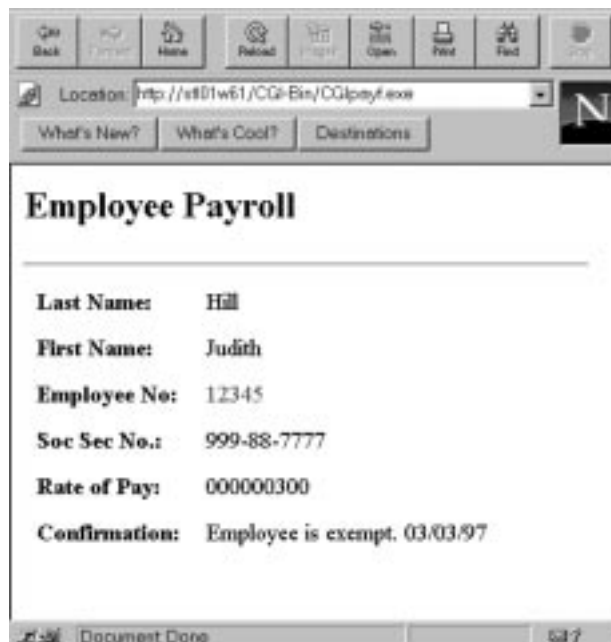 Back Forward Home Reload Images Open Print Find Stop
Location: http://stl01w61/CGI-Bin/CGIpayf.exe
N
What's New? What's Cool? Destinations
Employee Payroll
Last Name: Hill
First Name: Judith
Employee No: 12345
Soc Sec No.: 999-88-7777
Rate of Pay: 000000300
Confirmation: Employee is exempt. 03/03/97
Document Done